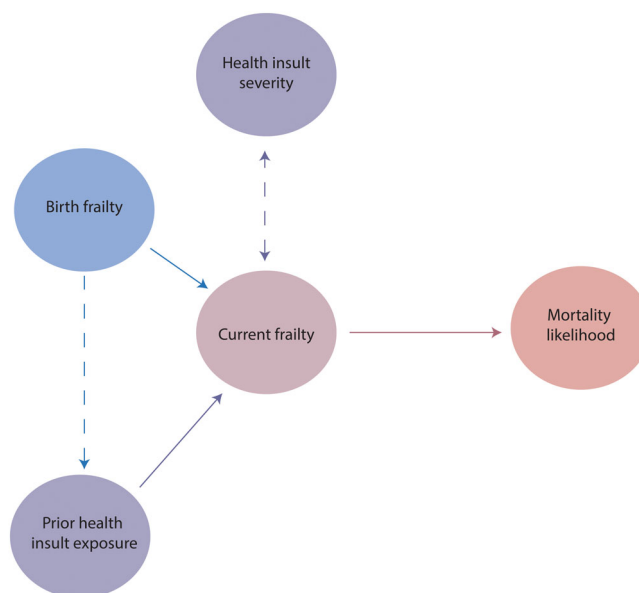 Health insult
severity
Birth frailty
Current frailty
Mortality
likelihood
Prior health
insult exposure